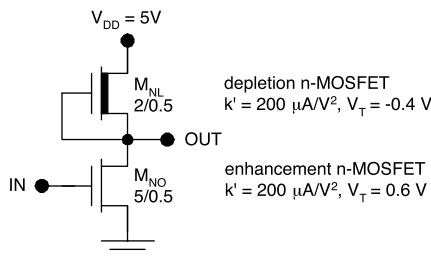 V_DD = 5V
M_NL
2/0.5
depletion n-MOSFET
k' = 200 µA/V², V_T = -0.4 V
OUT
IN
M_NO
5/0.5
enhancement n-MOSFET
k' = 200 µA/V², V_T = 0.6 V